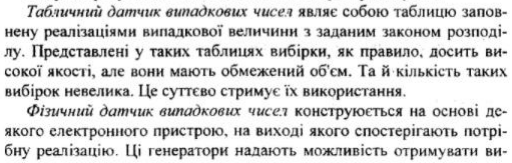 Табличний датчик випадкових чисел являє собою таблицю запов-
нену реалізаціями випадкової величини з заданим законом розподі-
лу. Представлені у таких таблицях вибірки, як правило, досить ви-
сокої якості, але вони мають обмежений об'єм. Та й кількість таких
вибірок невелика. Це суттєво стримує їх використання.
Фізичний датчик випадкових чисел конструюється на основі де-
якого електронного пристрою, на виході якого спостерігають потрі-
бну реалізацію. Ці генератори надають можливість отримувати ви-